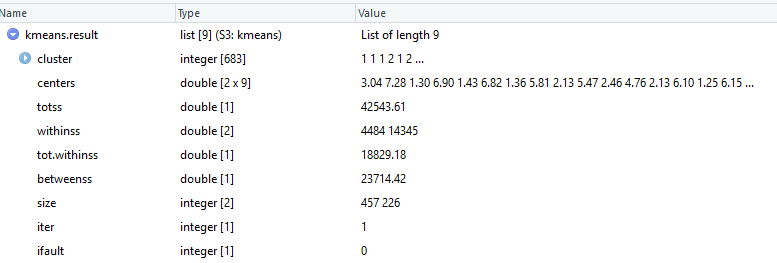 Name Type Value
kmeans.result list [9] (S3: kmeans) List of length 9
cluster integer [683] 1 1 1 2 1 2 ...
centers double [2 x 9] 3.04 7.28 1.30 6.90 1.43 6.82 1.36 5.81 2.13 5.47 2.46 4.76 2.13 6.10 1.25 6.15 ...
totss double [1] 42543.61
withinss double [2] 4484 14345
tot.withinss double [1] 18829.18
betweenss double [1] 23714.42
size integer [2] 457 226
iter integer [1] 1
ifault integer [1] 0